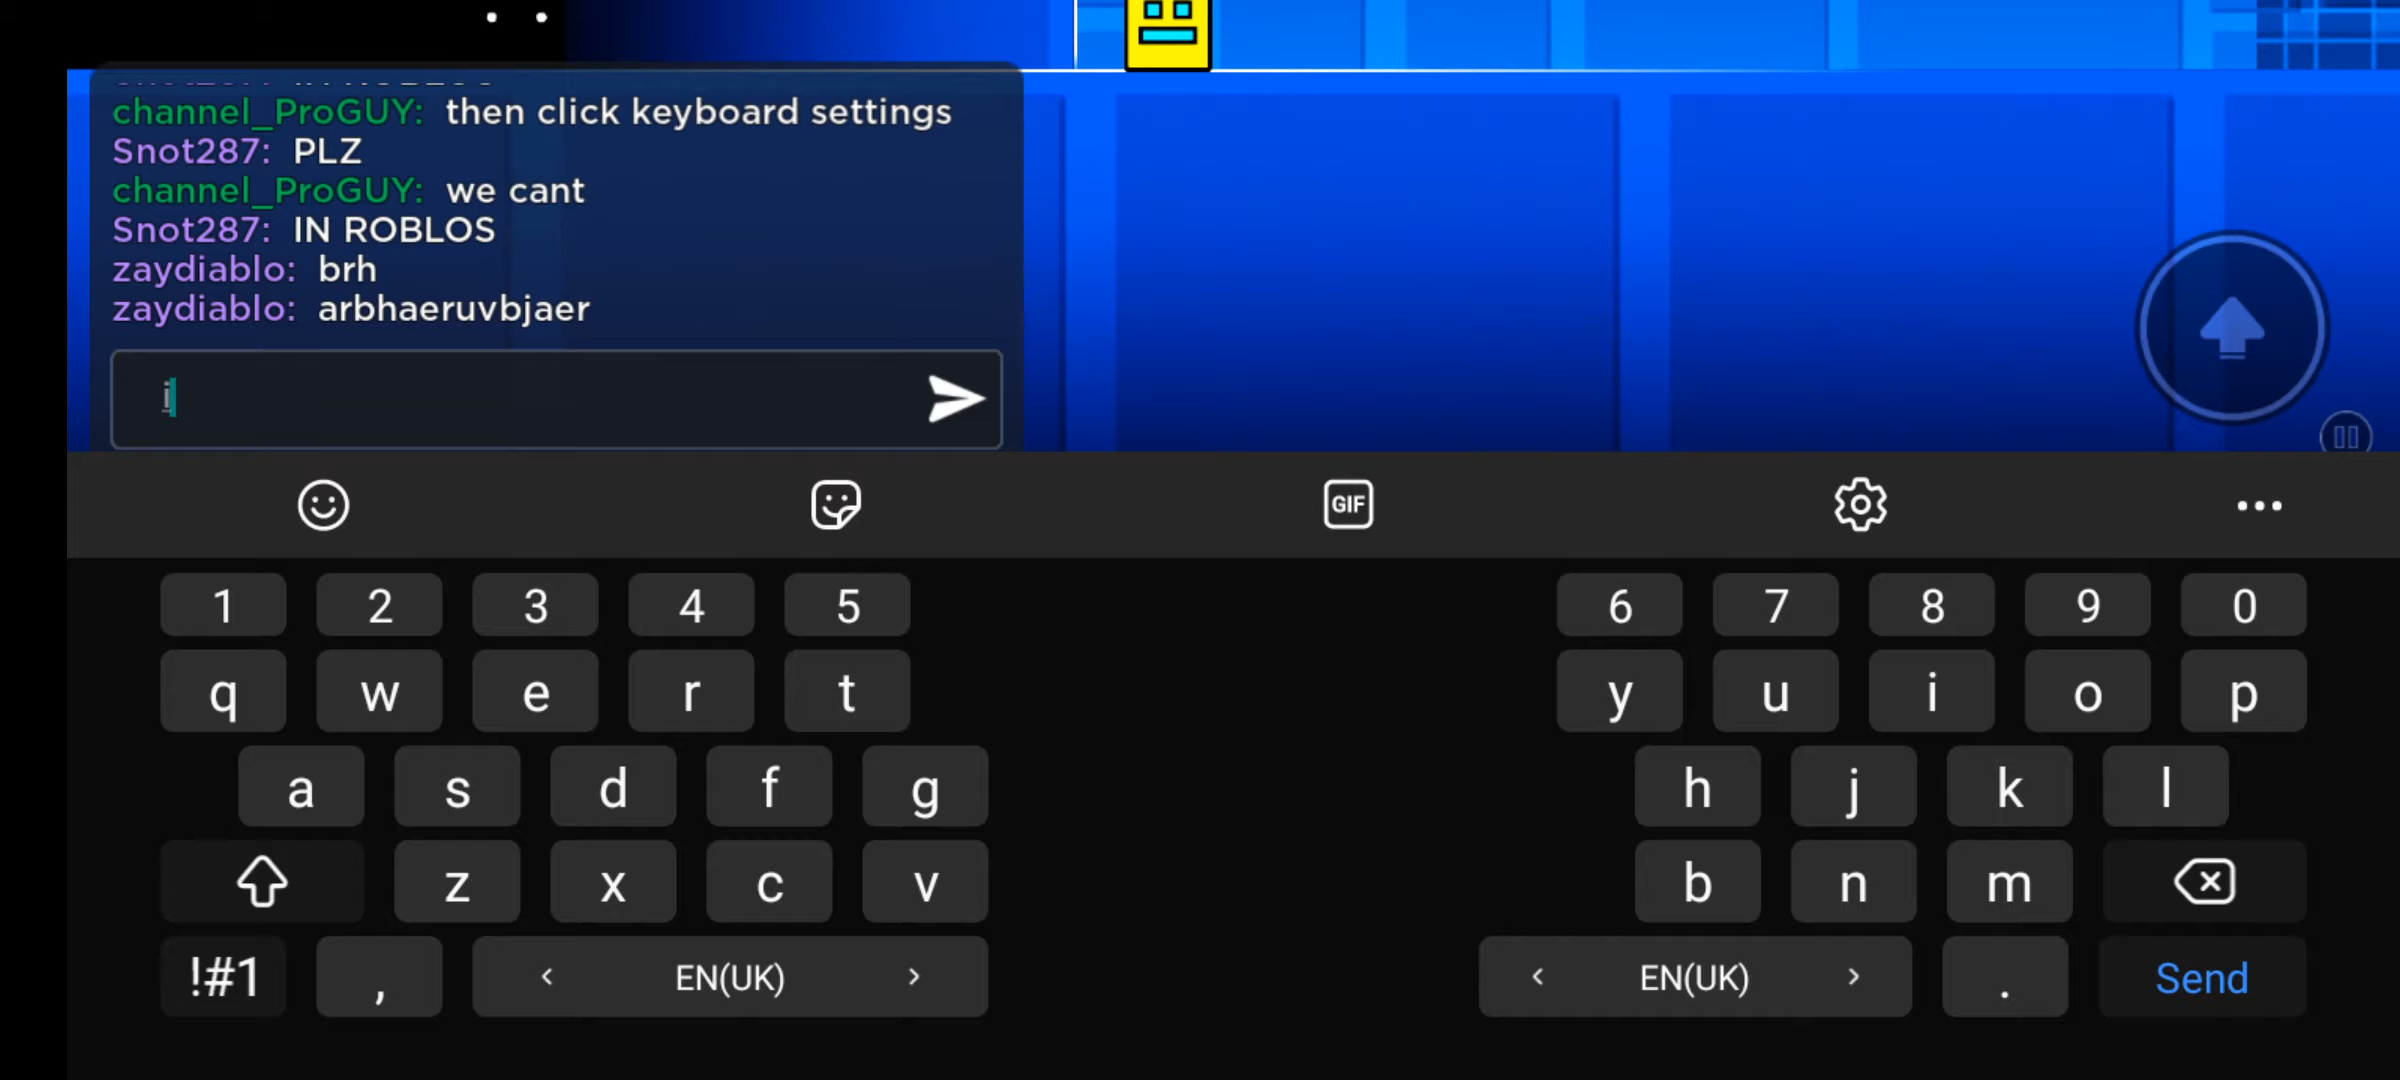 channel_ProGUY: then click keyboard settings
Snot287: PLZ
channel_ProGUY: we cant
Snot287: IN ROBLOS
zaydiablo: brh
zaydiablo: arbhaeruvbjaer
i
GIF
1 2 3 4 5 6 7 8 9 0
q w e r t y u i o p
a s d f g h j k l
z x c v b n m
!#1 , < EN(UK) > < EN(UK) > . Send